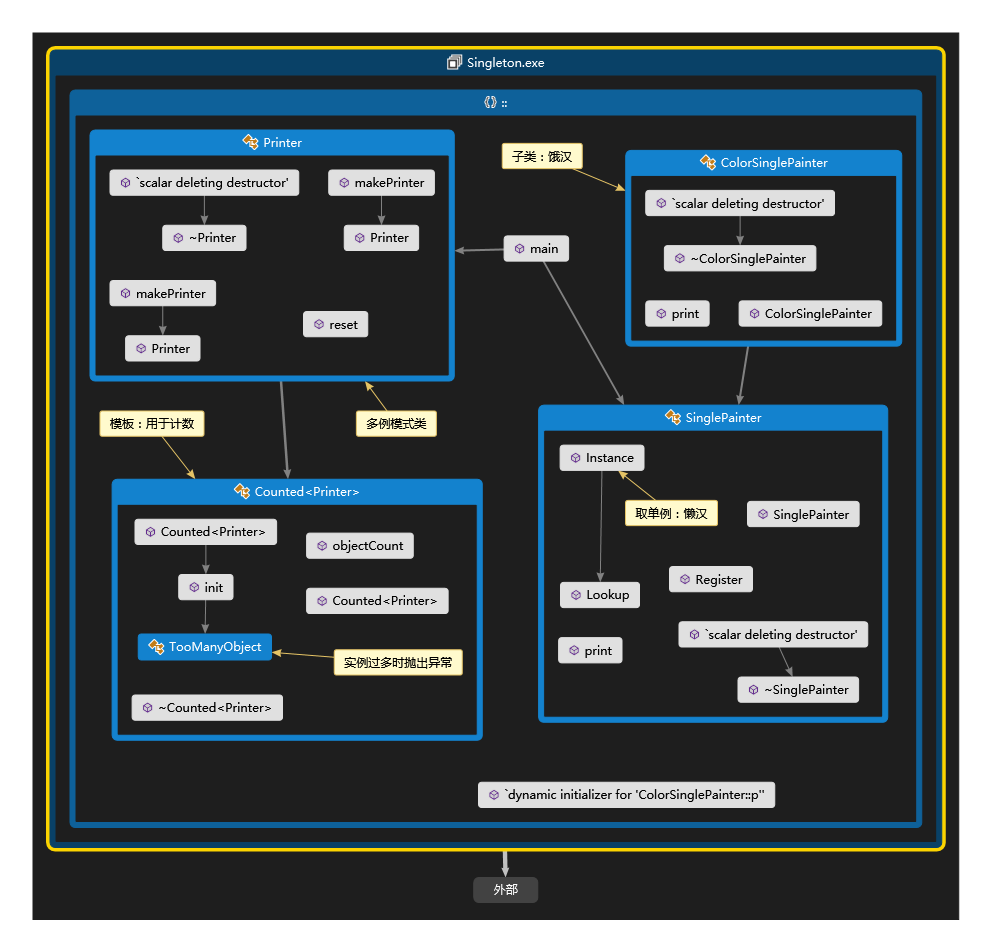 Singleton.exe
::
Printer
`scalar deleting destructor'
makePrinter
~Printer
Printer
makePrinter
reset
Printer
子类：饿汉
main
ColorSinglePainter
`scalar deleting destructor'
~ColorSinglePainter
print
ColorSinglePainter
模板：用于计数
多例模式类
Counted<Printer>
Counted<Printer>
objectCount
init
Counted<Printer>
TooManyObject
实例过多时抛出异常
~Counted<Printer>
SinglePainter
Instance
取单例：懒汉
SinglePainter
Register
Lookup
`scalar deleting destructor'
print
~SinglePainter
`dynamic initializer for 'ColorSinglePainter::p''
外部